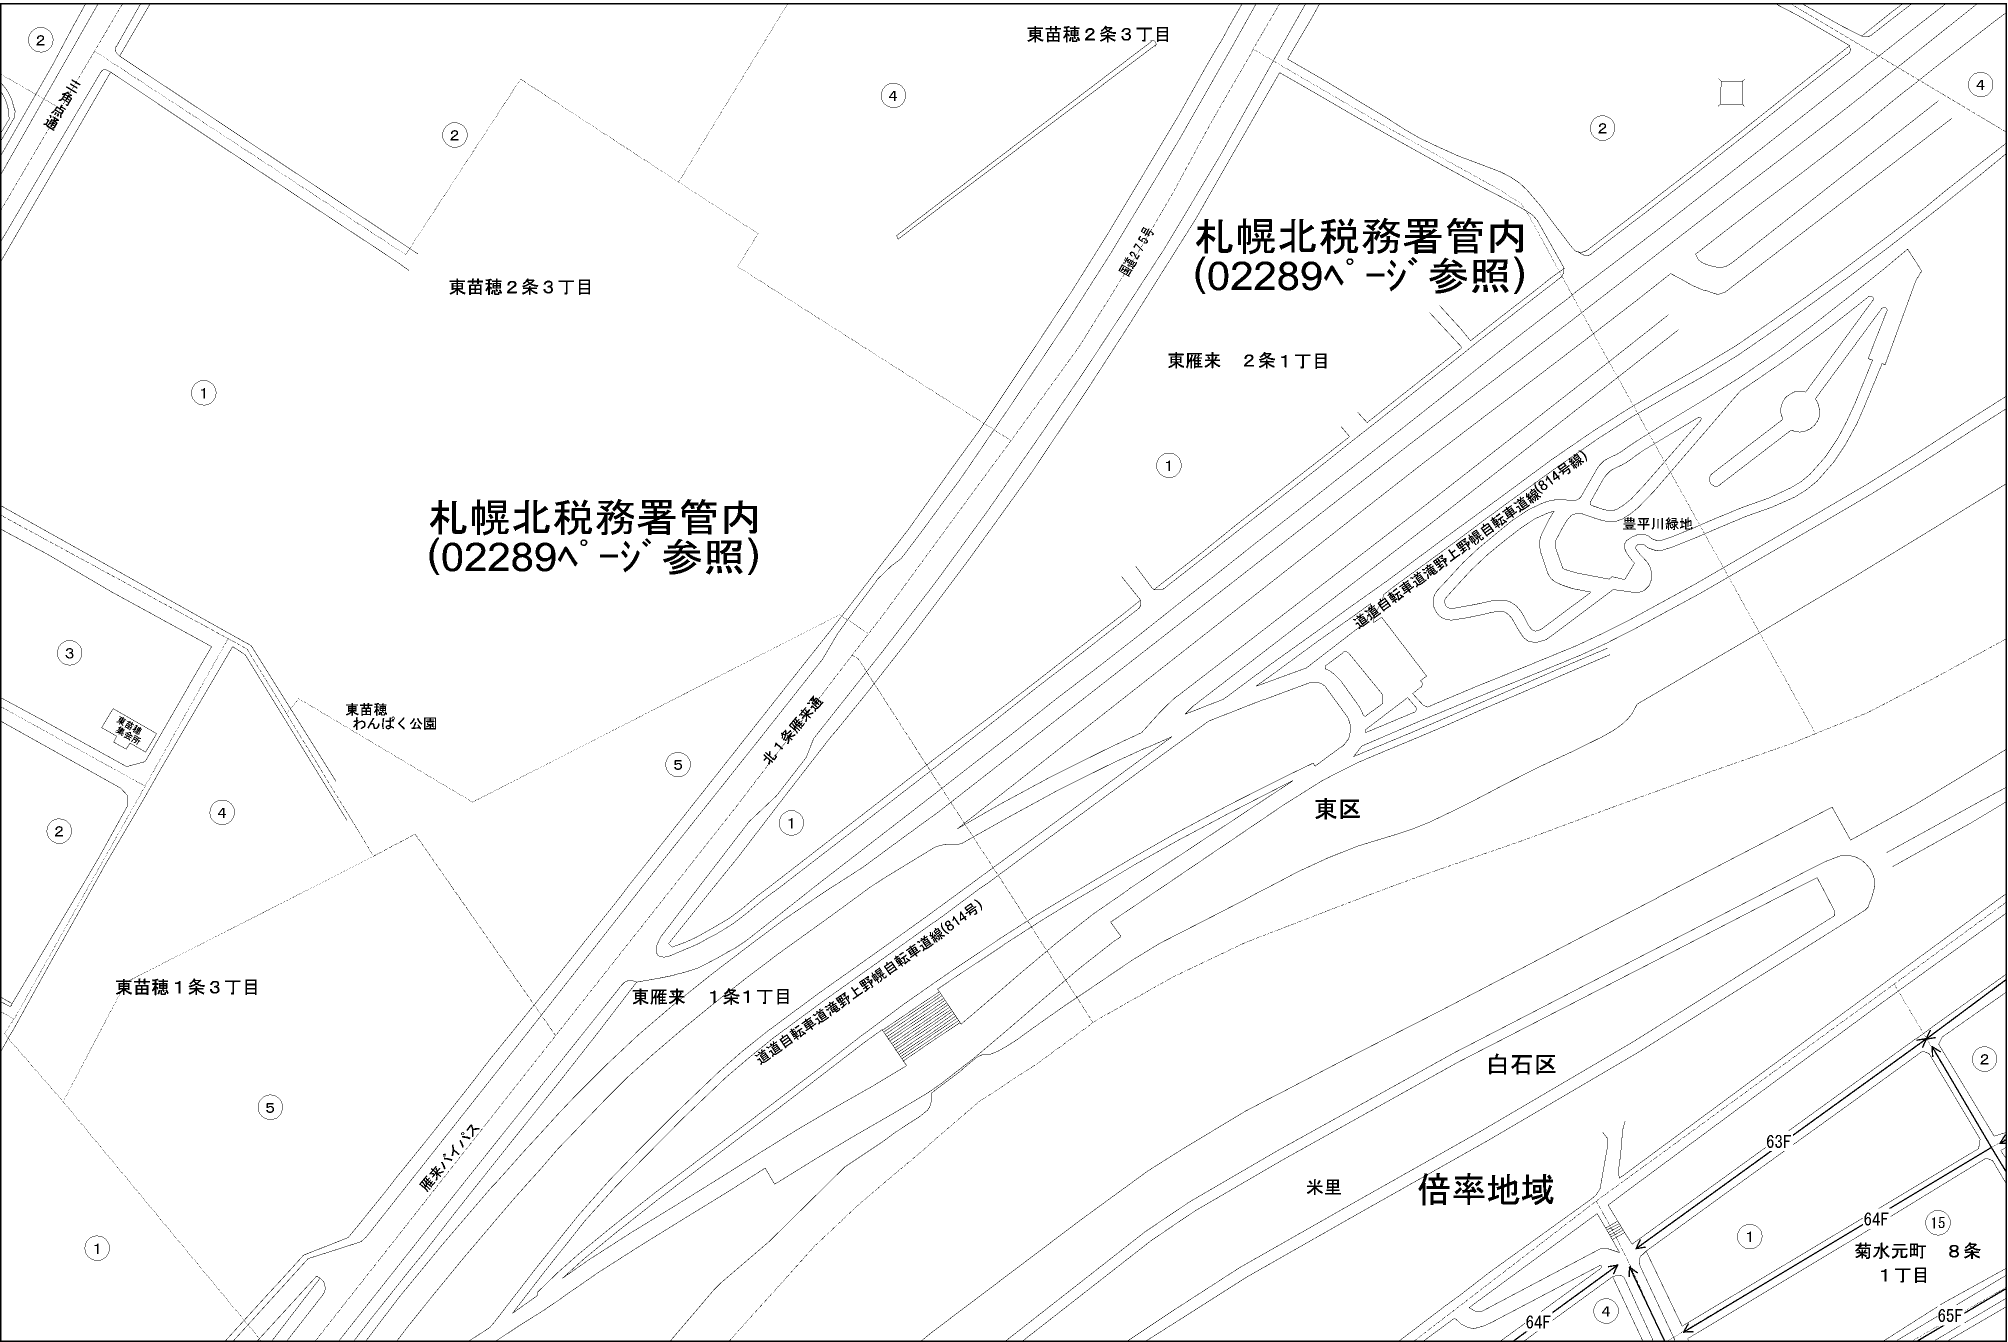 東苗穂２条３丁目
②
④
④
三角点通
②
②
国道２７５号
札幌北税務署管内
(02289ﾍﾟｰｼﾞ参照)
東苗穂２条３丁目
東雁来　２条１丁目
①
①
道道自転車道滝野上野幌自転車道線(814号線)
豊平川緑地
札幌北税務署管内
(02289ﾍﾟｰｼﾞ参照)
③
東苗穂
集会所
東苗穂
わんぱく公園
北１条雁来通
⑤
東区
④
①
②
道道自転車道滝野上野幌自転車道線(814号)
東苗穂１条３丁目
東雁来　１条１丁目
白石区
②
⑤
雁来バイパス
63F
米里
倍率地域
64F
⑮
①
①
菊水元町　８条
１丁目
④
64F
65F